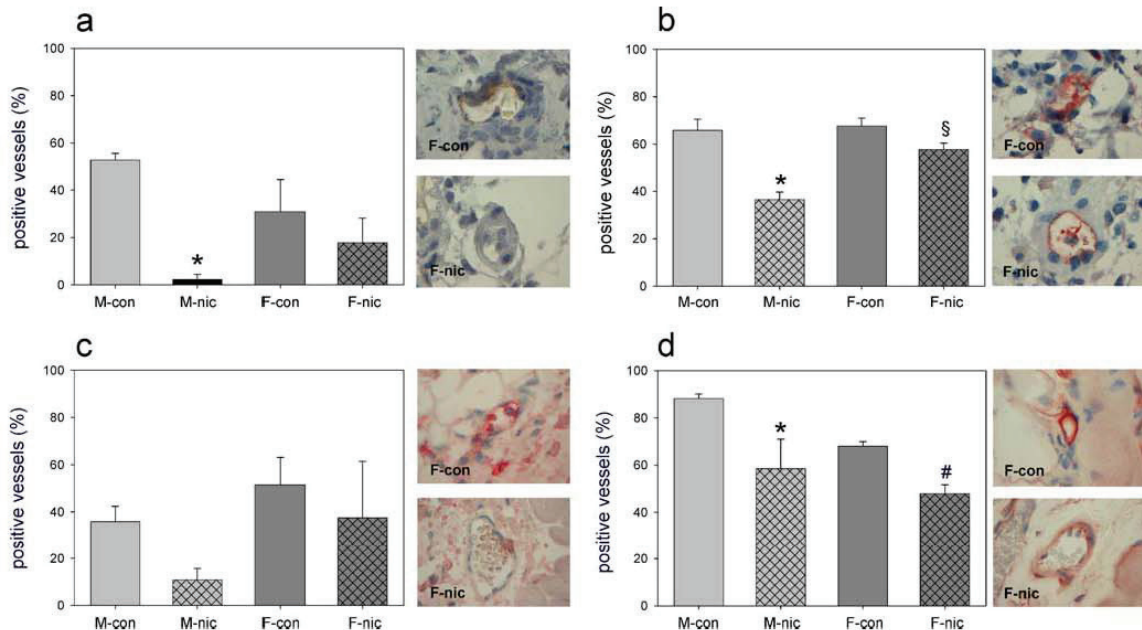 a
positive vessels (%)
100
80
60
40
20
0
*
M-con
M-nic
F-con
F-nic
F-con
F-nic
b
positive vessels (%)
100
80
60
40
20
0
*
§
M-con
M-nic
F-con
F-nic
F-con
F-nic
c
positive vessels (%)
100
80
60
40
20
0
M-con
M-nic
F-con
F-nic
F-con
F-nic
d
positive vessels (%)
100
80
60
40
20
0
*
#
M-con
M-nic
F-con
F-nic
F-con
F-nic